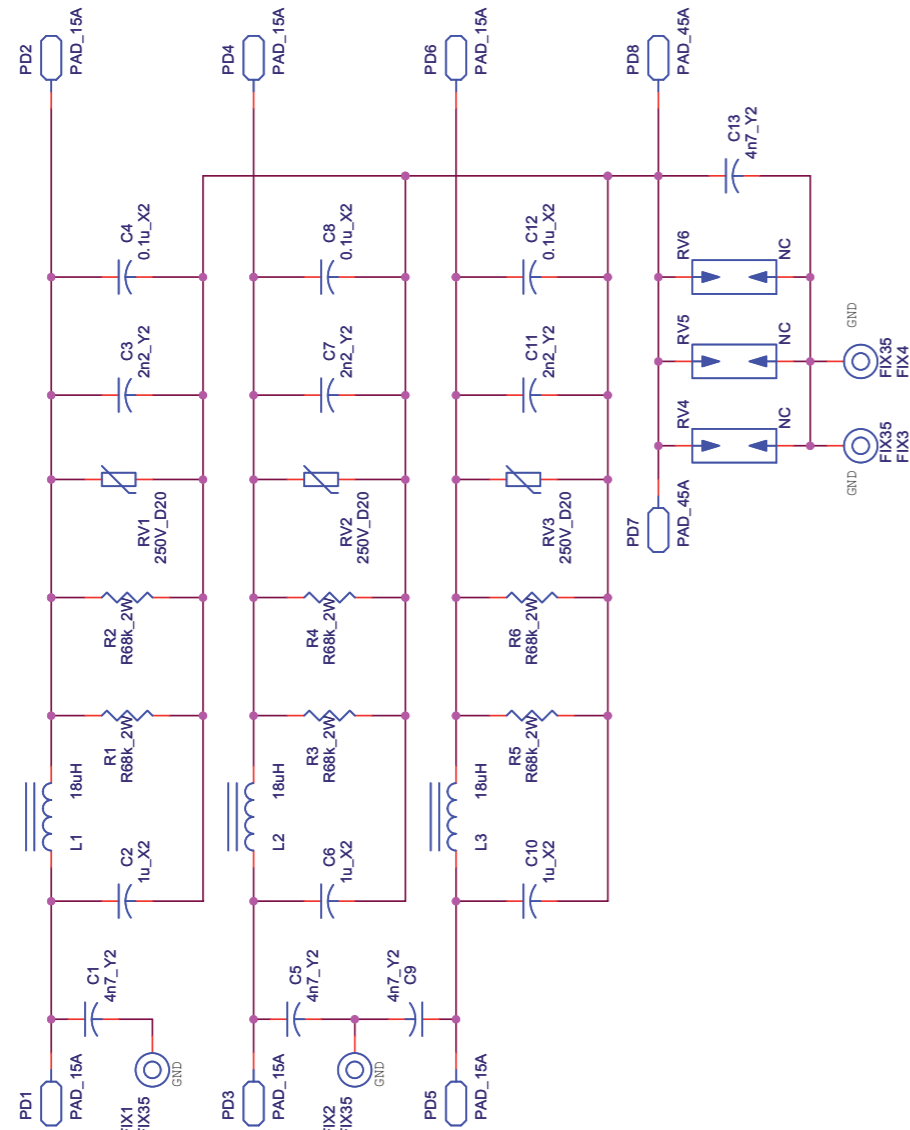 PD2
PAD_15A
PD4
PAD_15A
PD6
PAD_15A
PD8
PAD_45A
C13
4n7_Y2
C4
0.1u_X2
C8
0.1u_X2
C12
0.1u_X2
RV6
NC
C3
2n2_Y2
C7
2n2_Y2
C11
2n2_Y2
RV5
NC
GND
FIX35
FIX4
RV4
NC
GND
FIX35
FIX3
RV1
250V_D20
RV2
250V_D20
RV3
250V_D20
PD7
PAD_45A
R2
R68k_2W
R4
R68k_2W
R6
R68k_2W
R1
R68k_2W
R3
R68k_2W
R5
R68k_2W
18uH
L1
18uH
L2
18uH
L3
C2
1u_X2
C6
1u_X2
C10
1u_X2
C1
4n7_Y2
C5
4n7_Y2
4n7_Y2
C9
PD1
PAD_15A
FIX1
FIX35
GND
PD3
PAD_15A
FIX2
FIX35
GND
PD5
PAD_15A